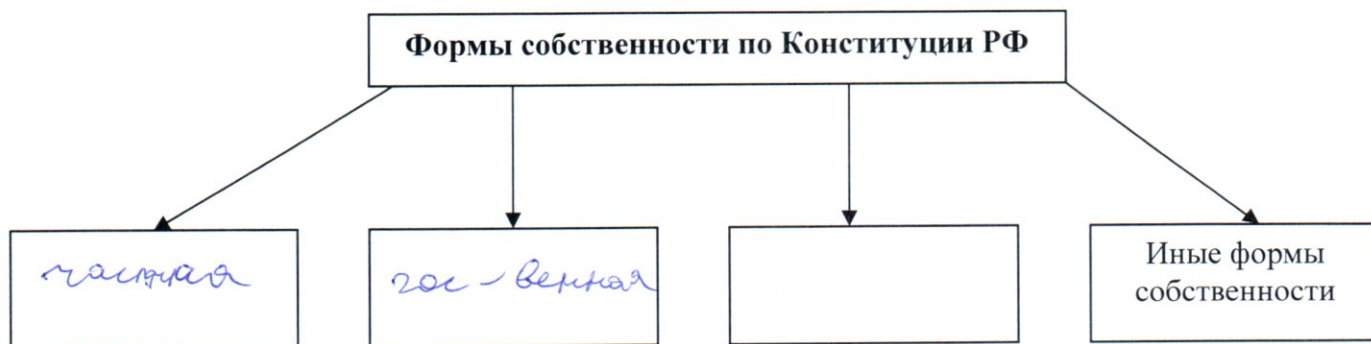 Формы собственности по Конституции РФ
частная
гос-венная
Иные формы
собственности